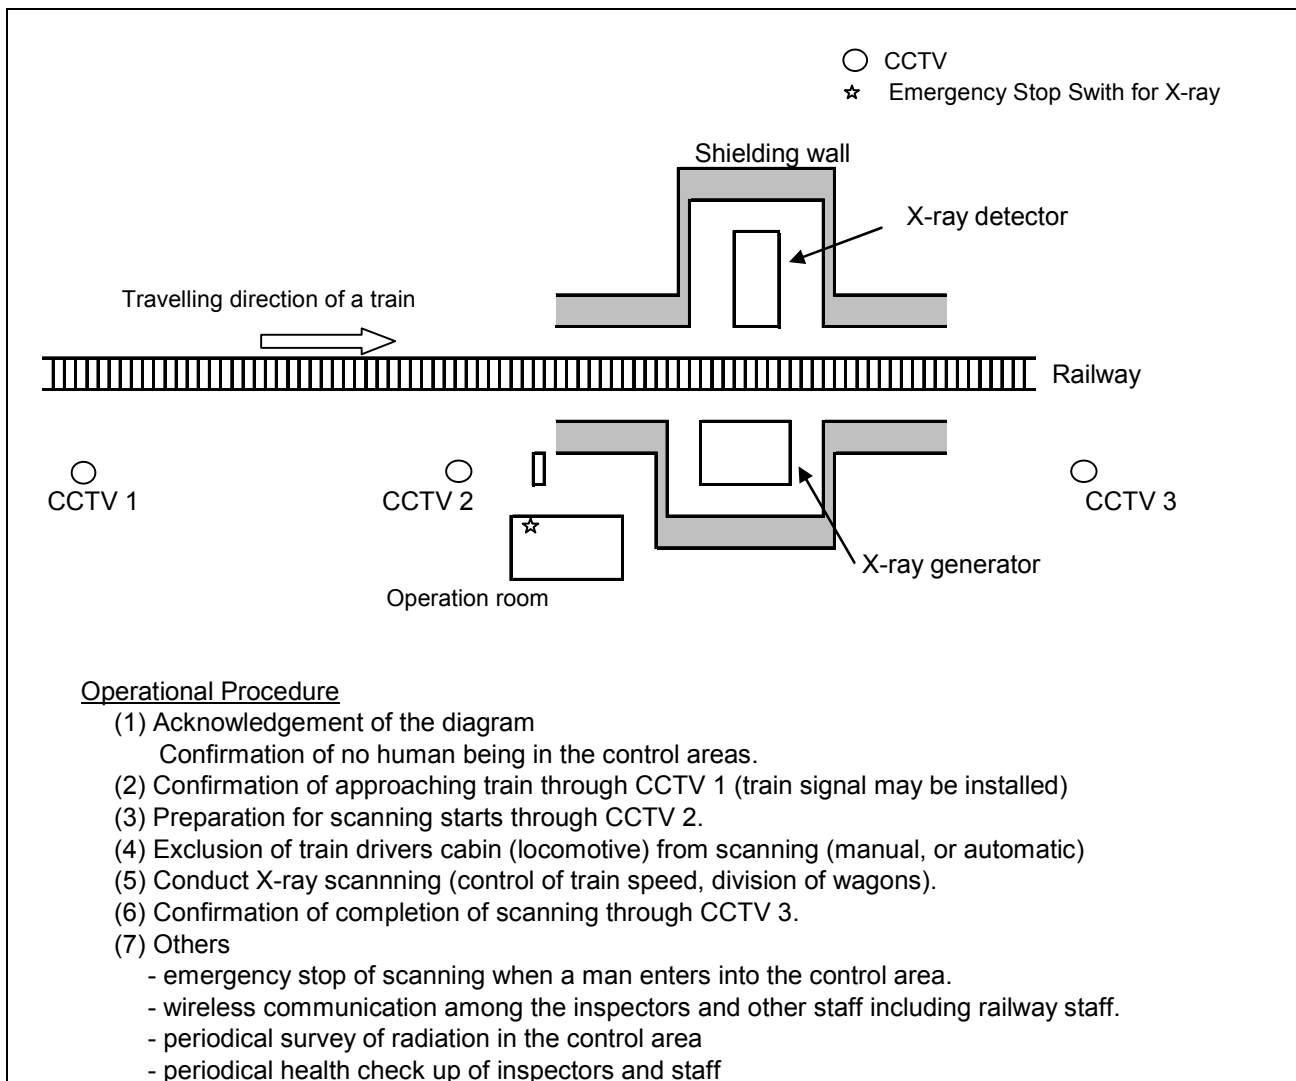 CCTV
Emergency Stop Swith for X-ray
Shielding wall
X-ray detector
Travelling direction of a train
Railway
CCTV 1
CCTV 2
CCTV 3
X-ray generator
Operation room
Operational Procedure
(1) Acknowledgement of the diagram
Confirmation of no human being in the control areas.
(2) Confirmation of approaching train through CCTV 1 (train signal may be installed)
(3) Preparation for scanning starts through CCTV 2.
(4) Exclusion of train drivers cabin (locomotive) from scanning (manual, or automatic)
(5) Conduct X-ray scannning (control of train speed, division of wagons).
(6) Confirmation of completion of scanning through CCTV 3.
(7) Others
- emergency stop of scanning when a man enters into the control area.
- wireless communication among the inspectors and other staff including railway staff.
- periodical survey of radiation in the control area
- periodical health check up of inspectors and staff